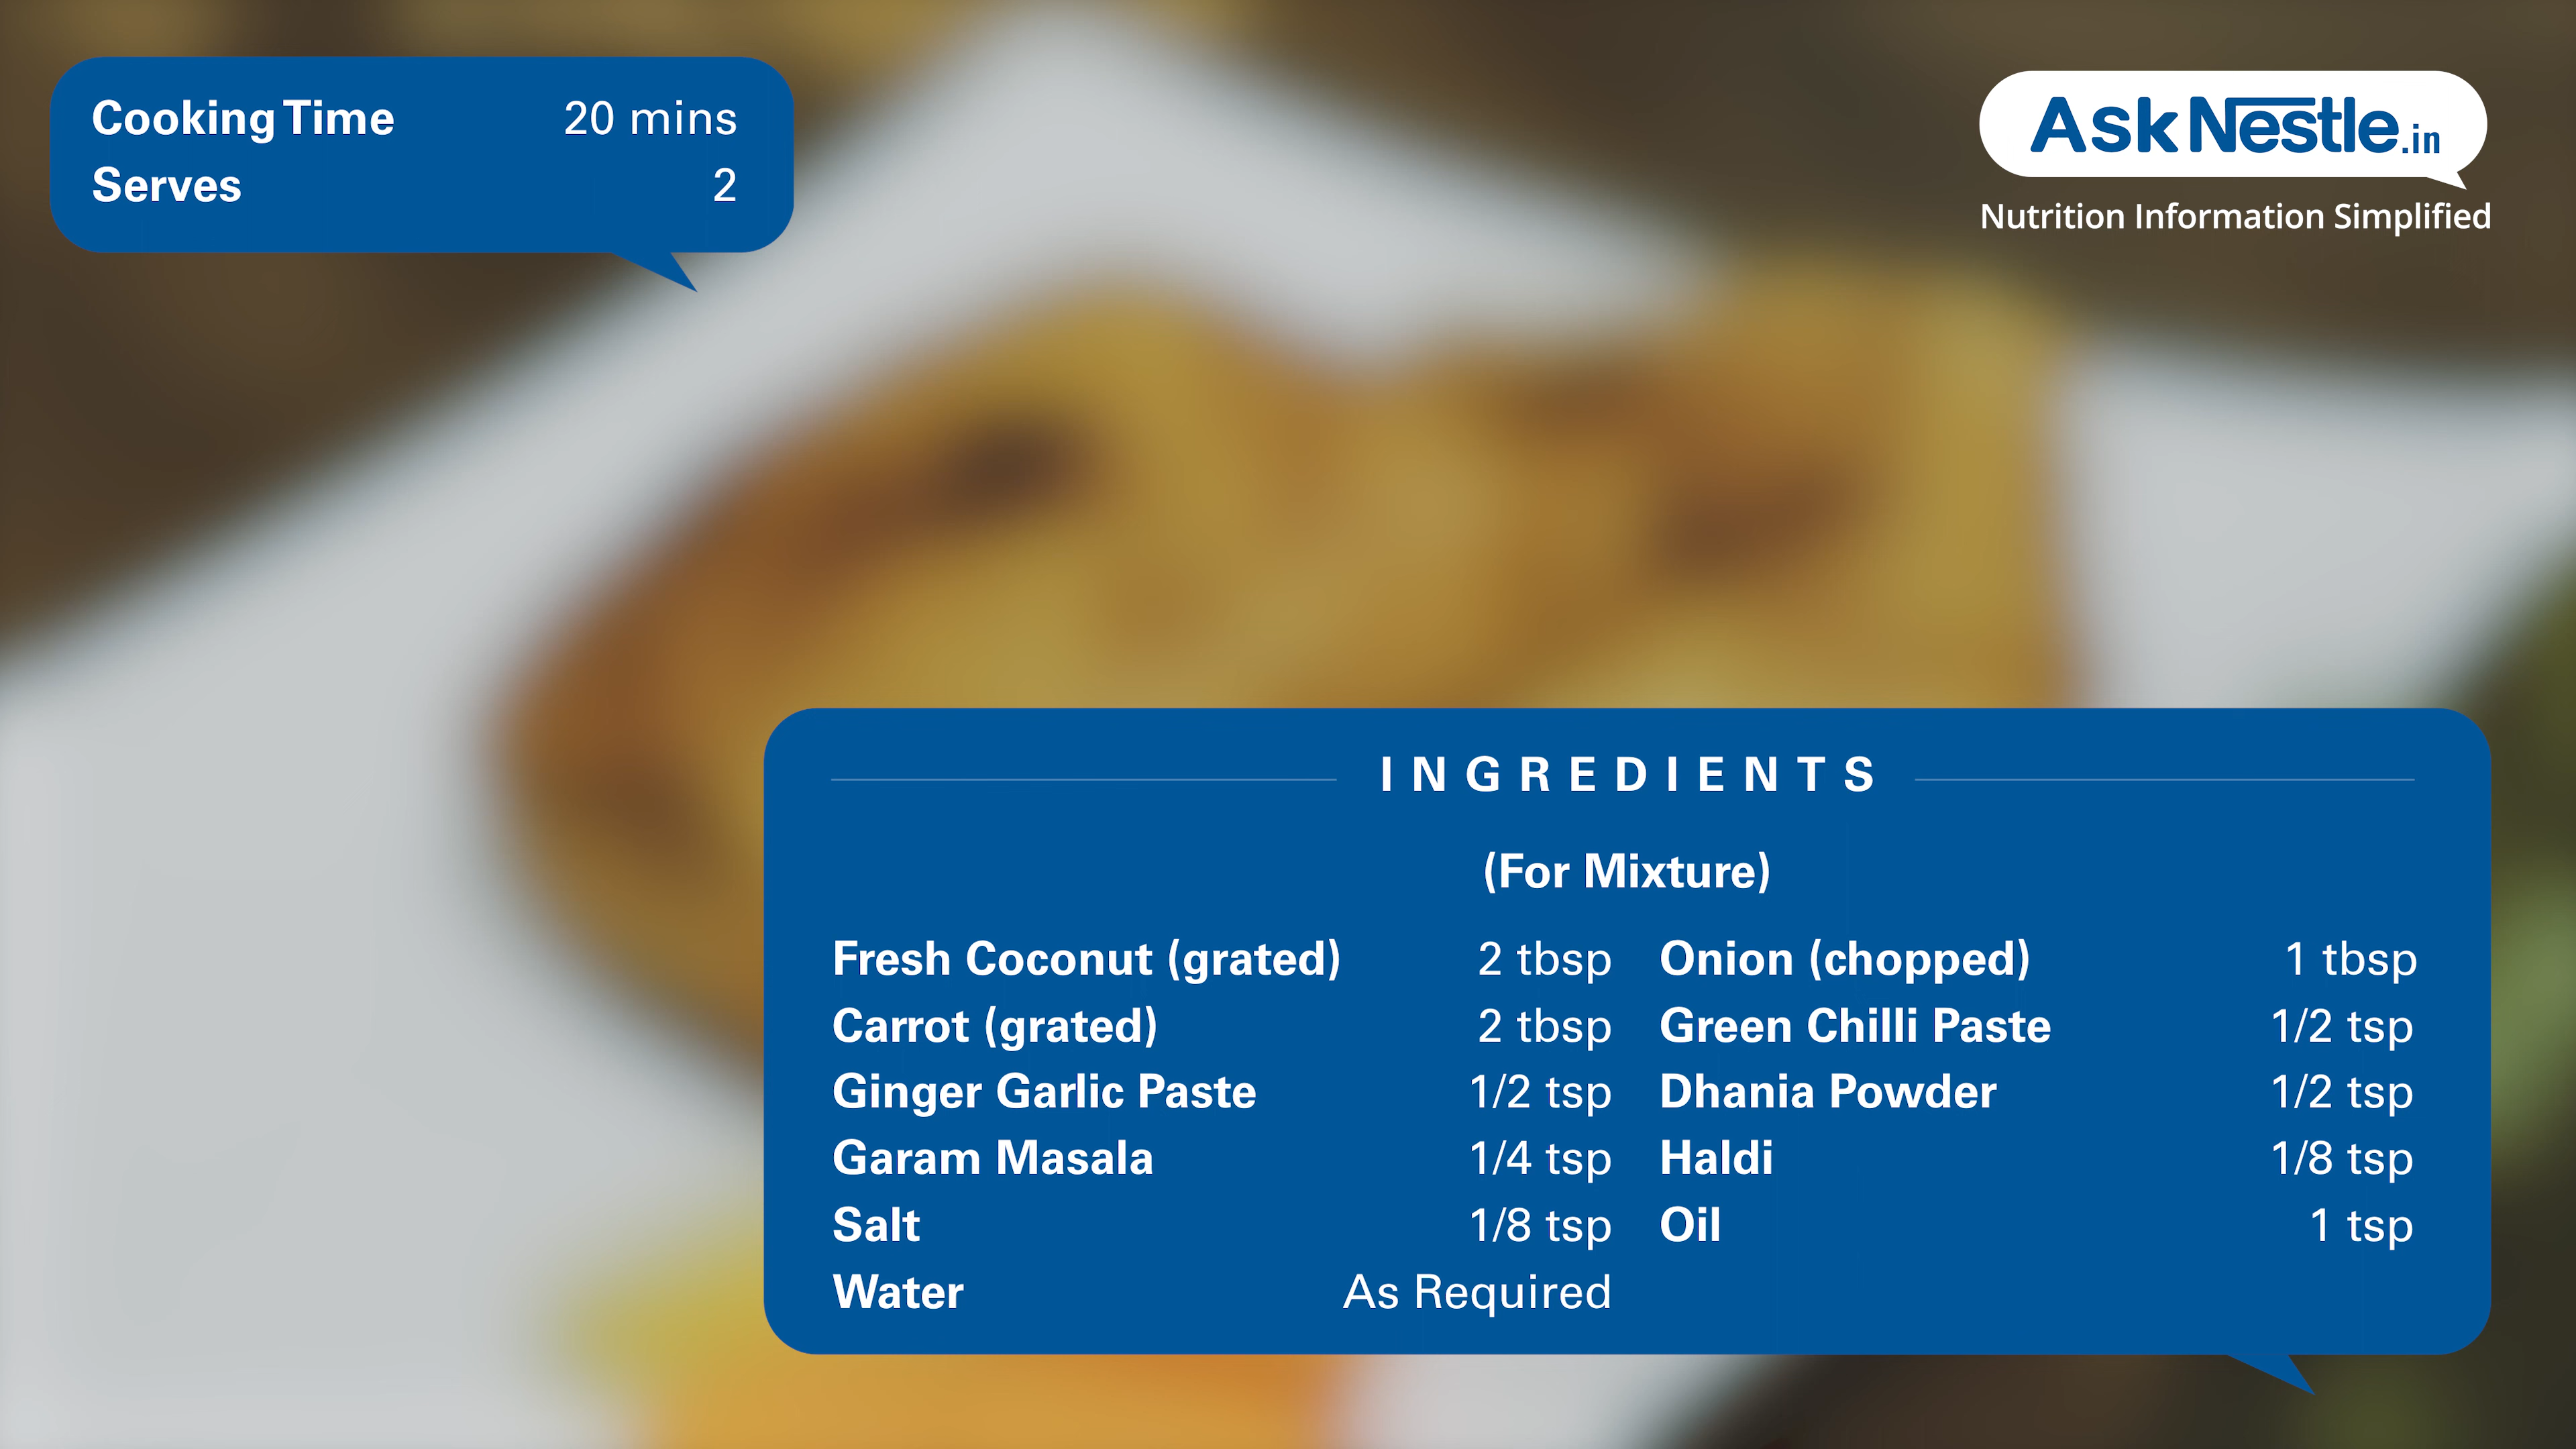 Cooking Time 20 mins
Serves 2
AskNestle.in
Nutrition Information Simplified
INGREDIENTS
(For Mixture)
Fresh Coconut (grated) 2 tbsp Onion (chopped) 1 tbsp
Carrot (grated) 2 tbsp Green Chilli Paste 1/2 tsp
Ginger Garlic Paste 1/2 tsp Dhania Powder 1/2 tsp
Garam Masala 1/4 tsp Haldi 1/8 tsp
Salt 1/8 tsp Oil 1 tsp
Water As Required